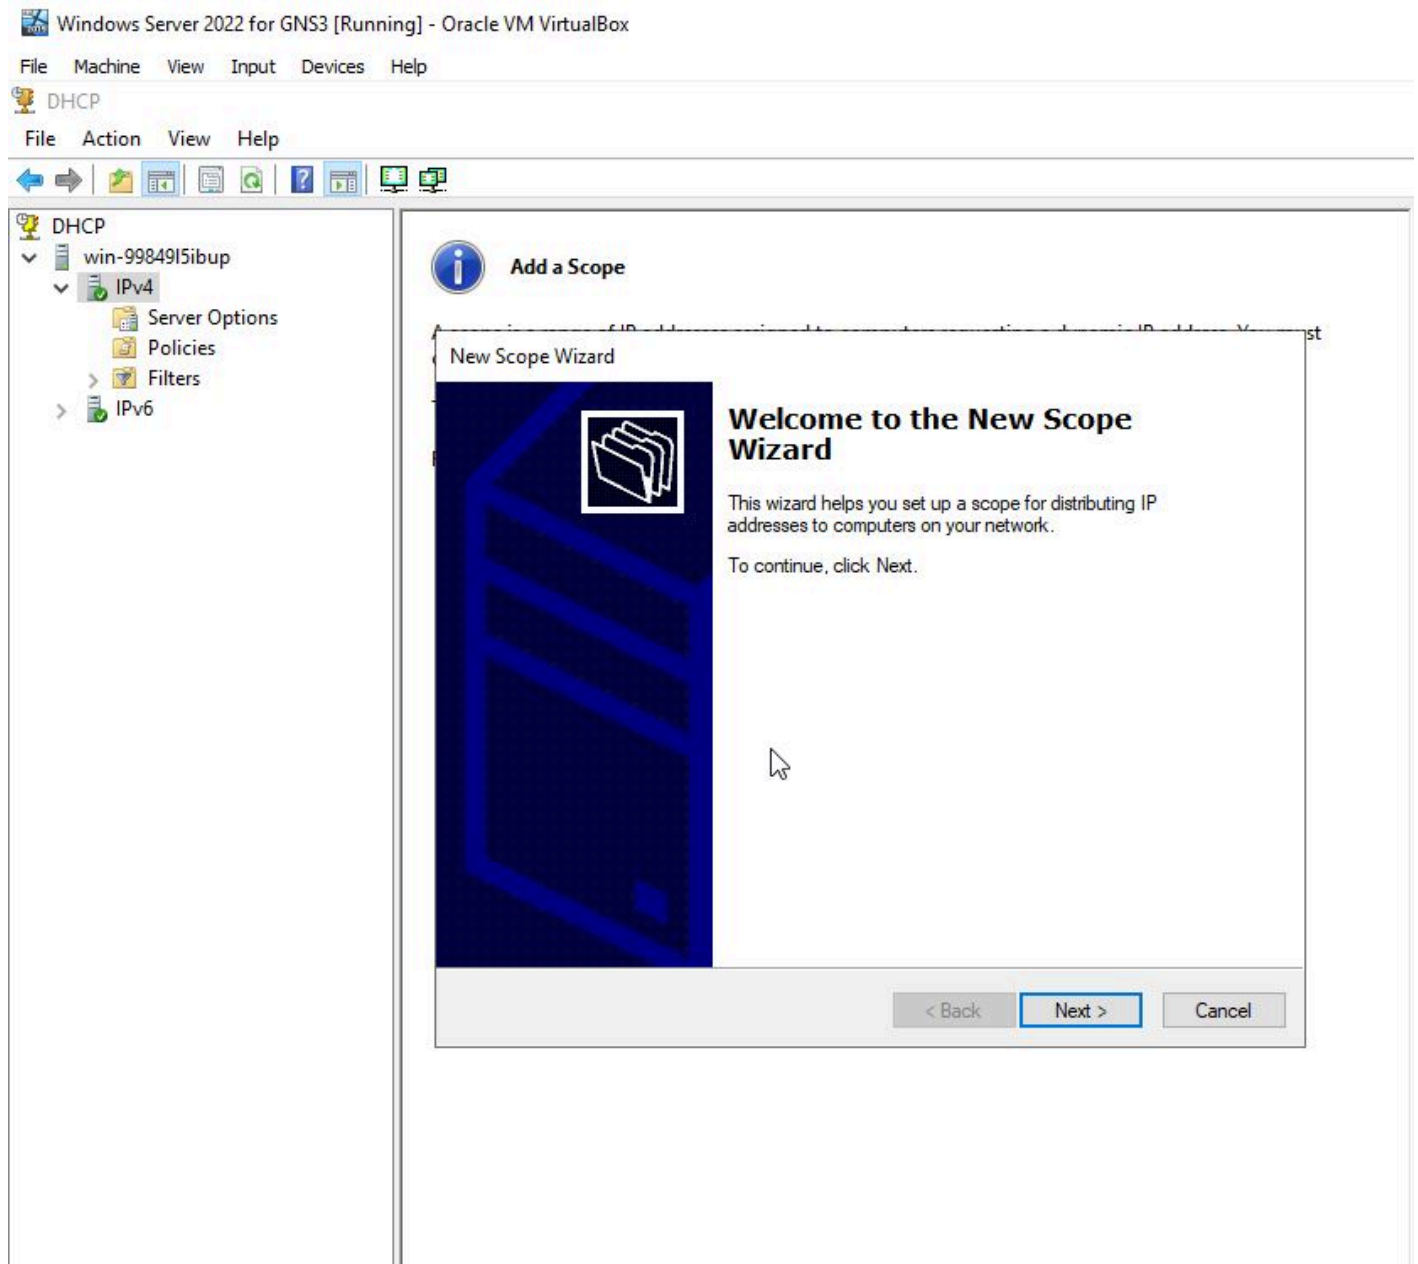 Windows Server 2022 for GNS3 [Running] - Oracle VM VirtualBox
File Machine View Input Devices Help
DHCP
File Action View Help
DHCP
win-99849l5ibup
IPv4
Server Options
Policies
Filters
IPv6
Add a Scope
st
New Scope Wizard
Welcome to the New Scope
Wizard
This wizard helps you set up a scope for distributing IP
addresses to computers on your network.
To continue, click Next.
< Back Next > Cancel